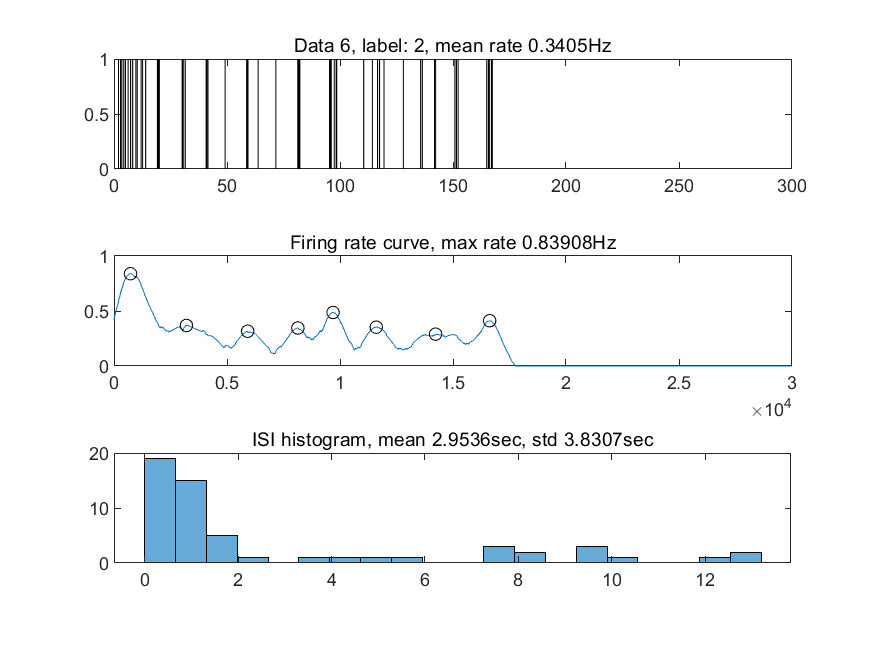 Data 6, label: 2, mean rate 0.3405Hz
1
0.5
0
0 50 100 150 200 250 300
Firing rate curve, max rate 0.83908Hz
1
0.5
0
0 0.5 1 1.5 2 2.5 3
×10^4
ISI histogram, mean 2.9536sec, std 3.8307sec
20
10
0
0 2 4 6 8 10 12